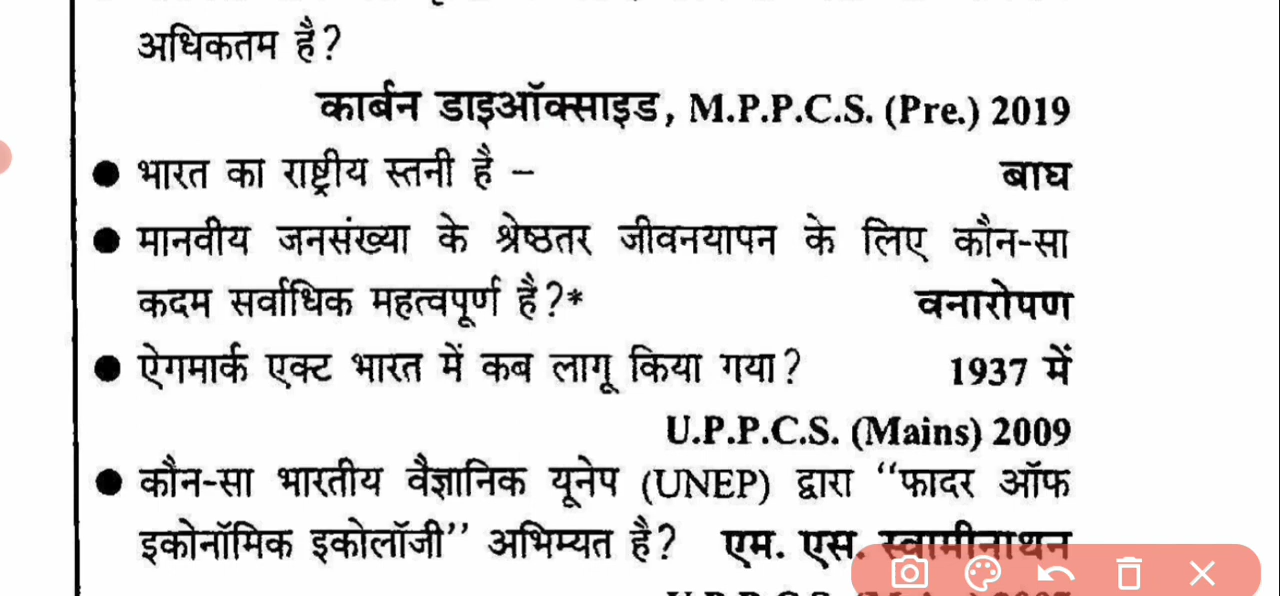 अधिकतम है?
कार्बन डाइऑक्साइड, M.P.P.C.S. (Pre.) 2019
● भारत का राष्ट्रीय स्तनी है – बाघ
● मानवीय जनसंख्या के श्रेष्ठतर जीवनयापन के लिए कौन-सा
कदम सर्वाधिक महत्वपूर्ण है?* वनारोपण
● ऐगमार्क एक्ट भारत में कब लागू किया गया? 1937 में
U.P.P.C.S. (Mains) 2009
● कौन-सा भारतीय वैज्ञानिक यूनेप (UNEP) द्वारा “फादर ऑफ
इकोनॉमिक इकोलॉजी” अभिम्यत है? एम. एस. स्वामीनाथन